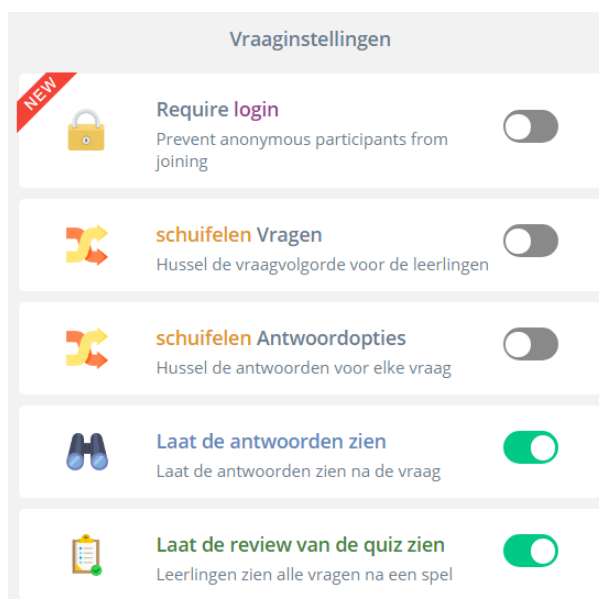 Vraaginstellingen
NEW
Require login
Prevent anonymous participants from
joining
schuifelen Vragen
Hussel de vraagvolgorde voor de leerlingen
schuifelen Antwoordopties
Hussel de antwoorden voor elke vraag
Laat de antwoorden zien
Laat de antwoorden zien na de vraag
Laat de review van de quiz zien
Leerlingen zien alle vragen na een spel